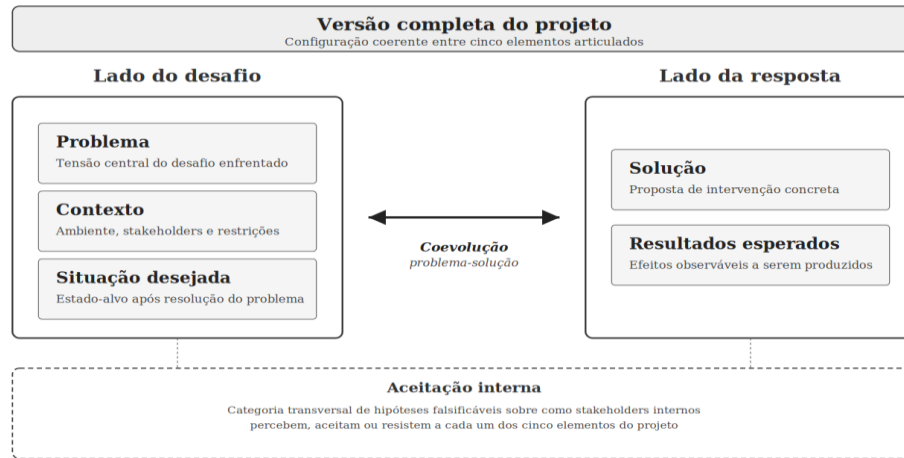 Versão completa do projeto
Configuração coerente entre cinco elementos articulados
Lado do desafio
Problema
Tensão central do desafio enfrentado
Contexto
Ambiente, stakeholders e restrições
Situação desejada
Estado-alvo após resolução do problema
Coevolução
problema-solução
Lado da resposta
Solução
Proposta de intervenção concreta
Resultados esperados
Efeitos observáveis a serem produzidos
Aceitação interna
Categoria transversal de hipóteses falsificáveis sobre como stakeholders internos
percebem, aceitam ou resistem a cada um dos cinco elementos do projeto